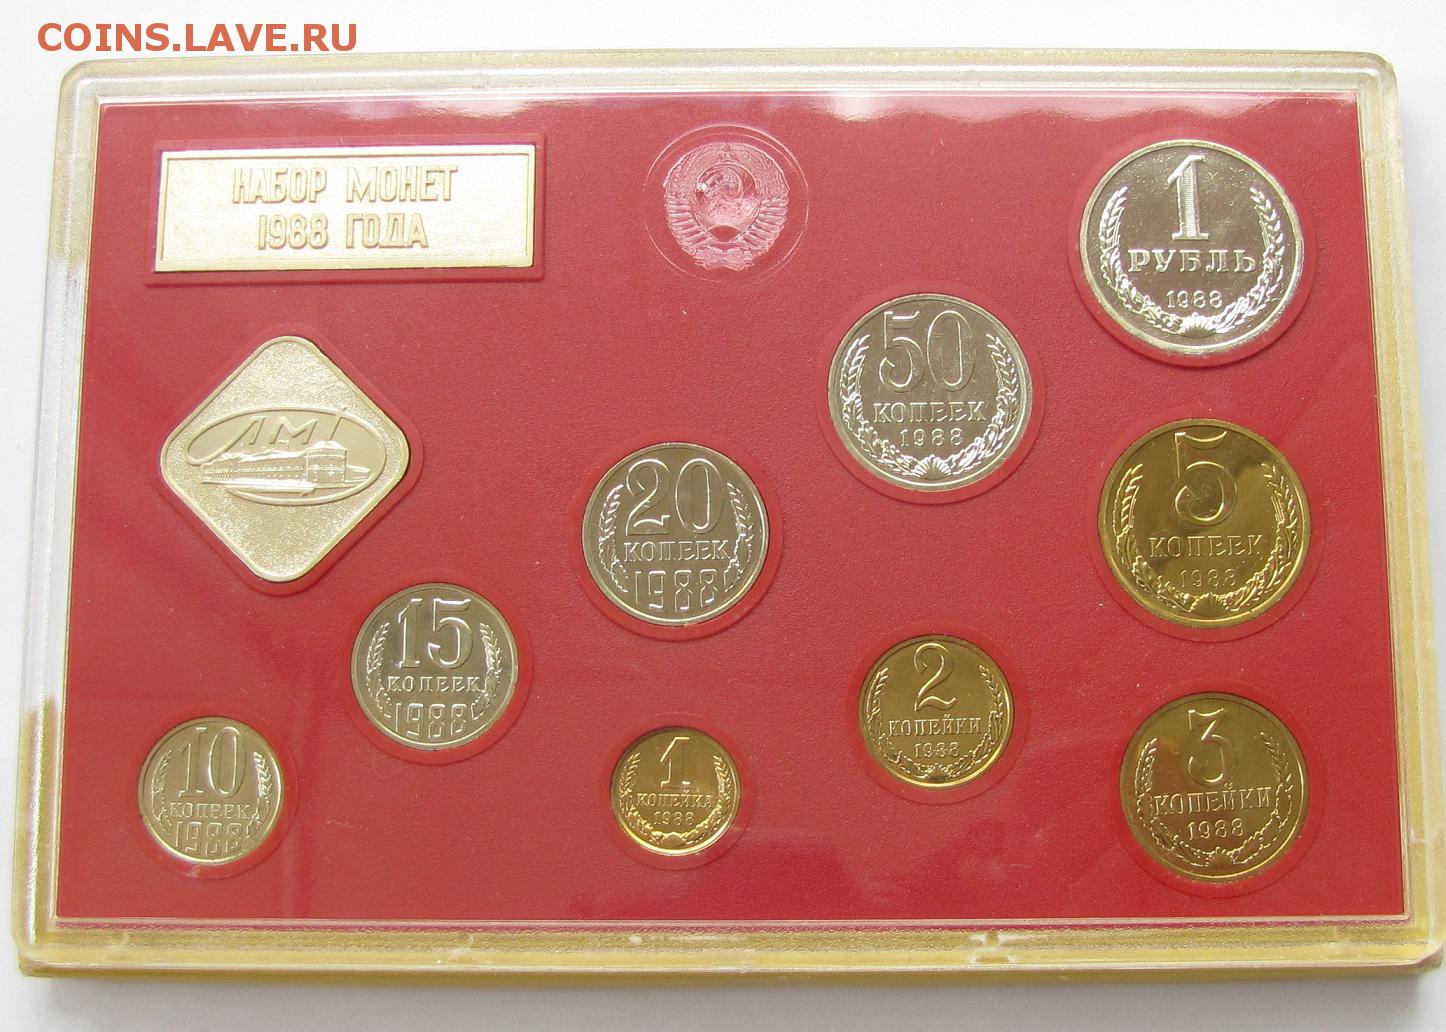 COINS.LAVE.RU
НАБОР МОНЕТ
1988 ГОДА
1
РУБЛЬ
1988
50
КОПЕЕК
1988
ЛМД
20
КОПЕЕК
1988
5
КОПЕЕК
1988
15
КОПЕЕК
1988
2
КОПЕЙКИ
1988
10
КОПЕЕК
1988
1
КОПЕЙКА
1988
3
КОПЕЙКИ
1988